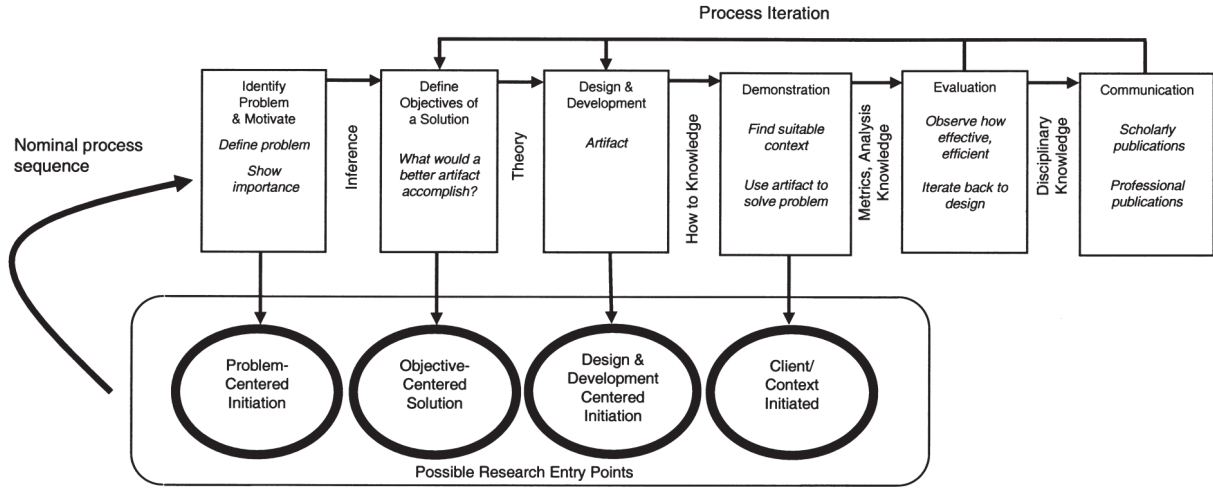 Process Iteration
Nominal process
sequence
Identify
Problem
& Motivate
Define problem
Show
importance
Inference
Define
Objectives of
a Solution
What would a
better artifact
accomplish?
Theory
Design &
Development
Artifact
How to Knowledge
Demonstration
Find suitable
context
Use artifact to
solve problem
Metrics, Analysis
Knowledge
Evaluation
Observe how
effective,
efficient
Iterate back to
design
Disciplinary
Knowledge
Communication
Scholarly
publications
Professional
publications
Problem-
Centered
Initiation
Objective-
Centered
Solution
Design &
Development
Centered
Initiation
Client/
Context
Initiated
Possible Research Entry Points